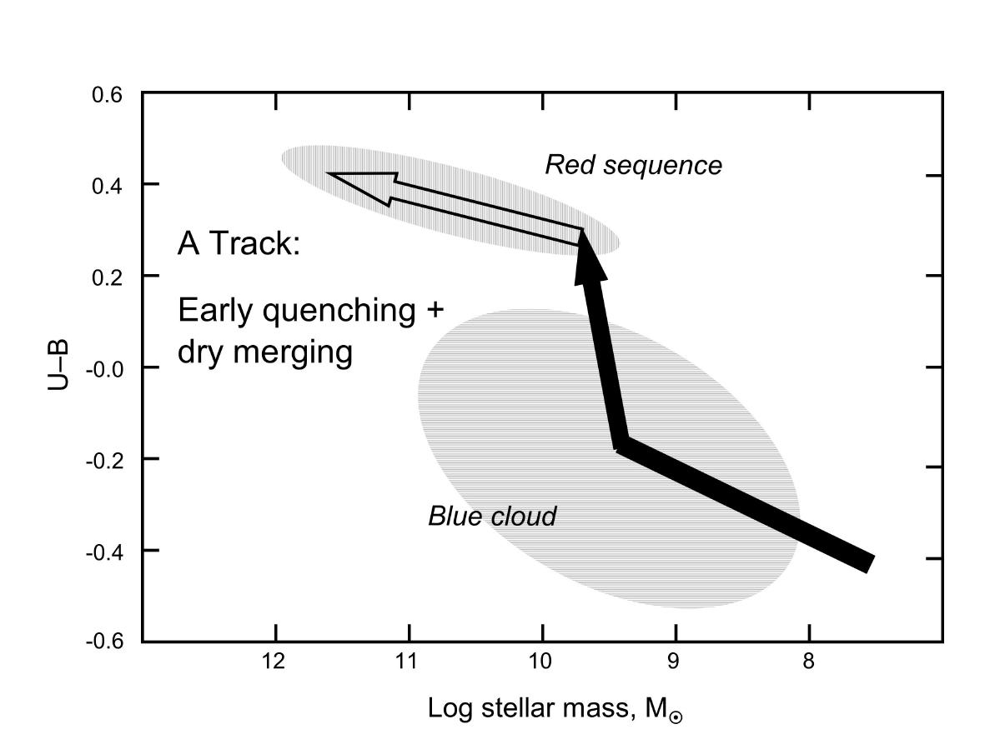 0.6
Red sequence
0.4
A Track:
0.2
Early quenching +
dry merging
-0.0
U–B
-0.2
Blue cloud
-0.4
-0.6
12 11 10 9 8
Log stellar mass, M☉